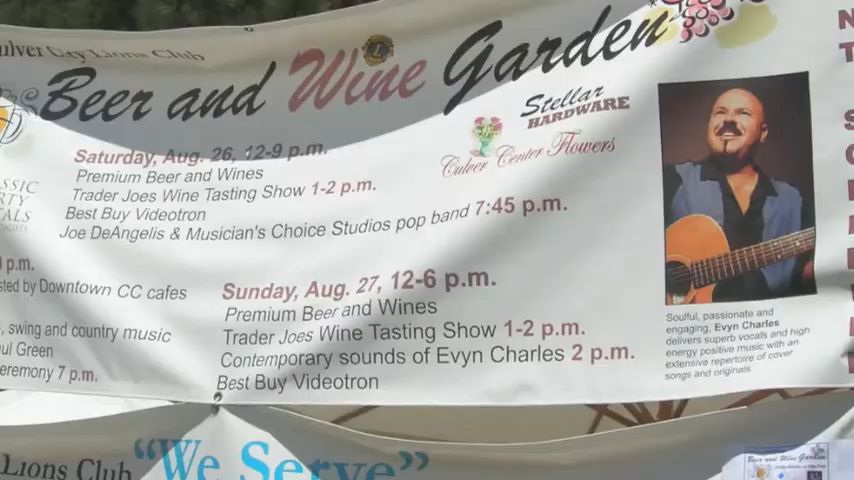 Culver City Lions Club
Beer and Wine Garden
Stellar
HARDWARE
Culver Center Flowers
Saturday, Aug. 26, 12-9 p.m.
Premium Beer and Wines
Trader Joes Wine Tasting Show 1-2 p.m.
Best Buy Videotron
Joe DeAngelis & Musician's Choice Studios pop band 7:45 p.m.
p.m.
sted by Downtown CC cafes
, swing and country music
ul Green
eremony 7 p.m.
Sunday, Aug. 27, 12-6 p.m.
Premium Beer and Wines
Trader Joes Wine Tasting Show 1-2 p.m.
Contemporary sounds of Evyn Charles 2 p.m.
Best Buy Videotron
Soulful, passionate and
engaging, Evyn Charles
delivers superb vocals and high
energy positive music with an
extensive repertoire of cover
songs and originals.
Lions Club "We Serve"
Beer and Wine Garden